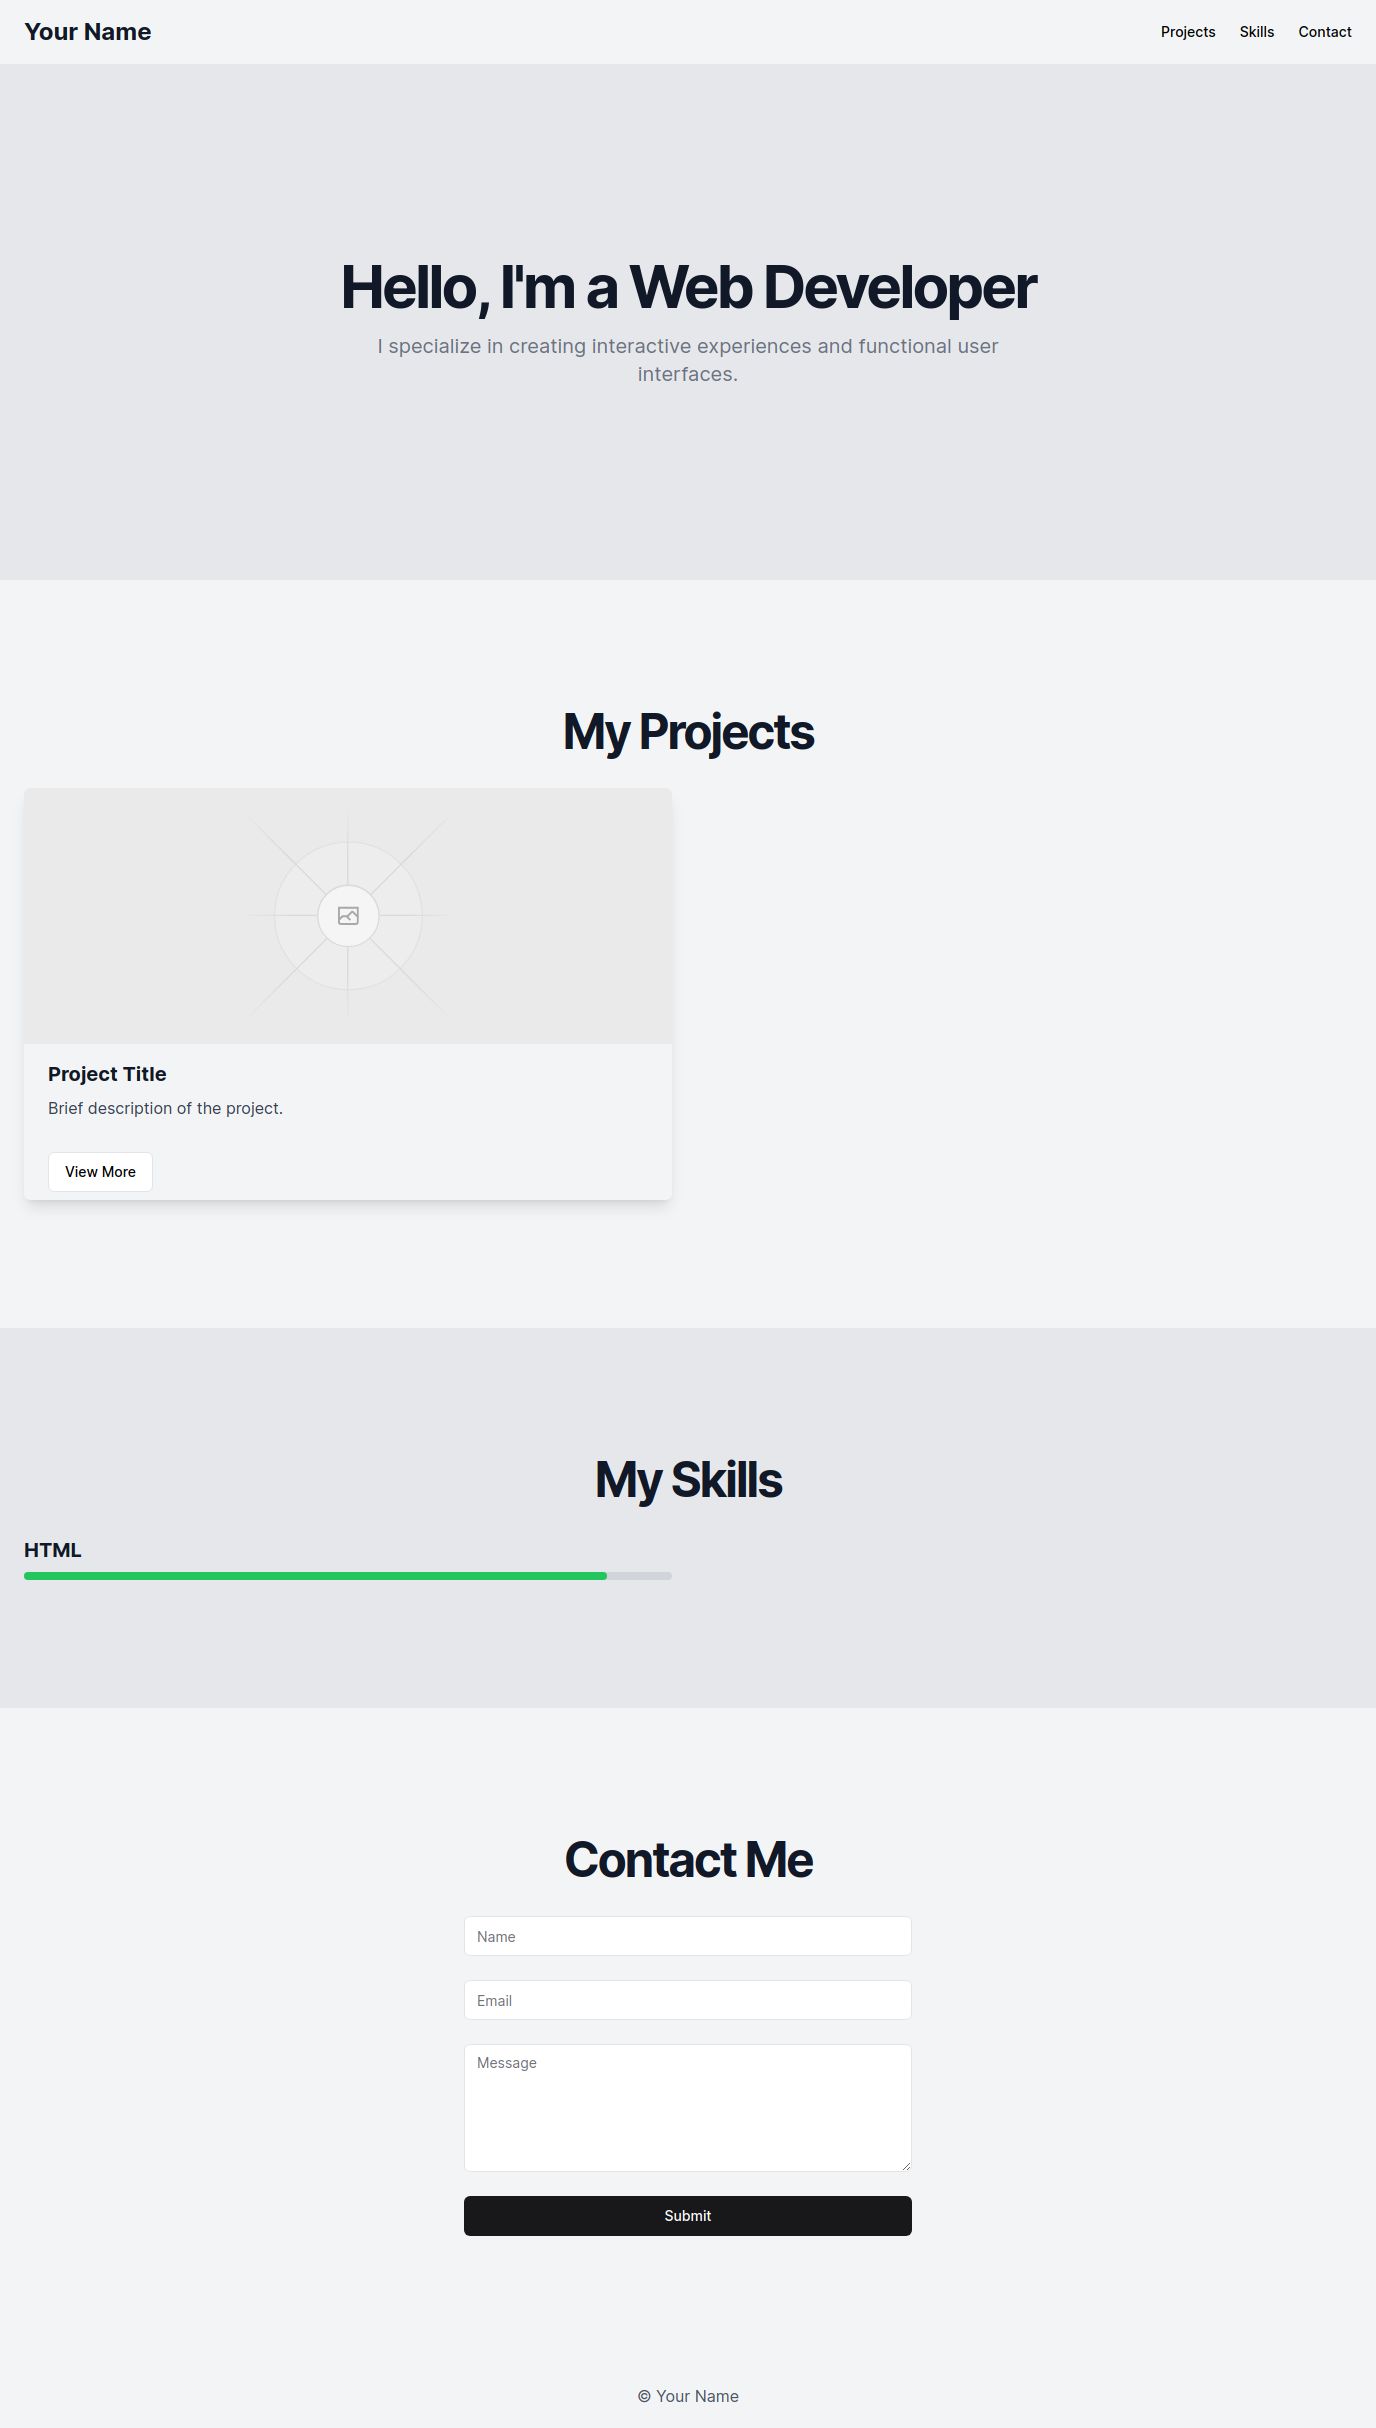 Your Name
Projects Skills Contact
Hello, I'm a Web Developer
I specialize in creating interactive experiences and functional user
interfaces.
My Projects
Project Title
Brief description of the project.
View More
My Skills
HTML
Contact Me
Name
Email
Message
Submit
© Your Name